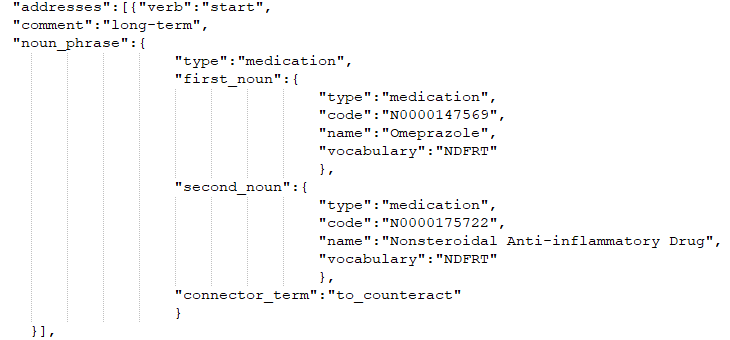 "addresses":[{"verb":"start",
"comment":"long-term",
"noun_phrase":{
"type":"medication",
"first_noun":{
"type":"medication",
"code":"N0000147569",
"name":"Omeprazole",
"vocabulary":"NDFRT"
},
"second_noun":{
"type":"medication",
"code":"N0000175722",
"name":"Nonsteroidal Anti-inflammatory Drug",
"vocabulary":"NDFRT"
},
"connector_term":"to_counteract"
}
}],